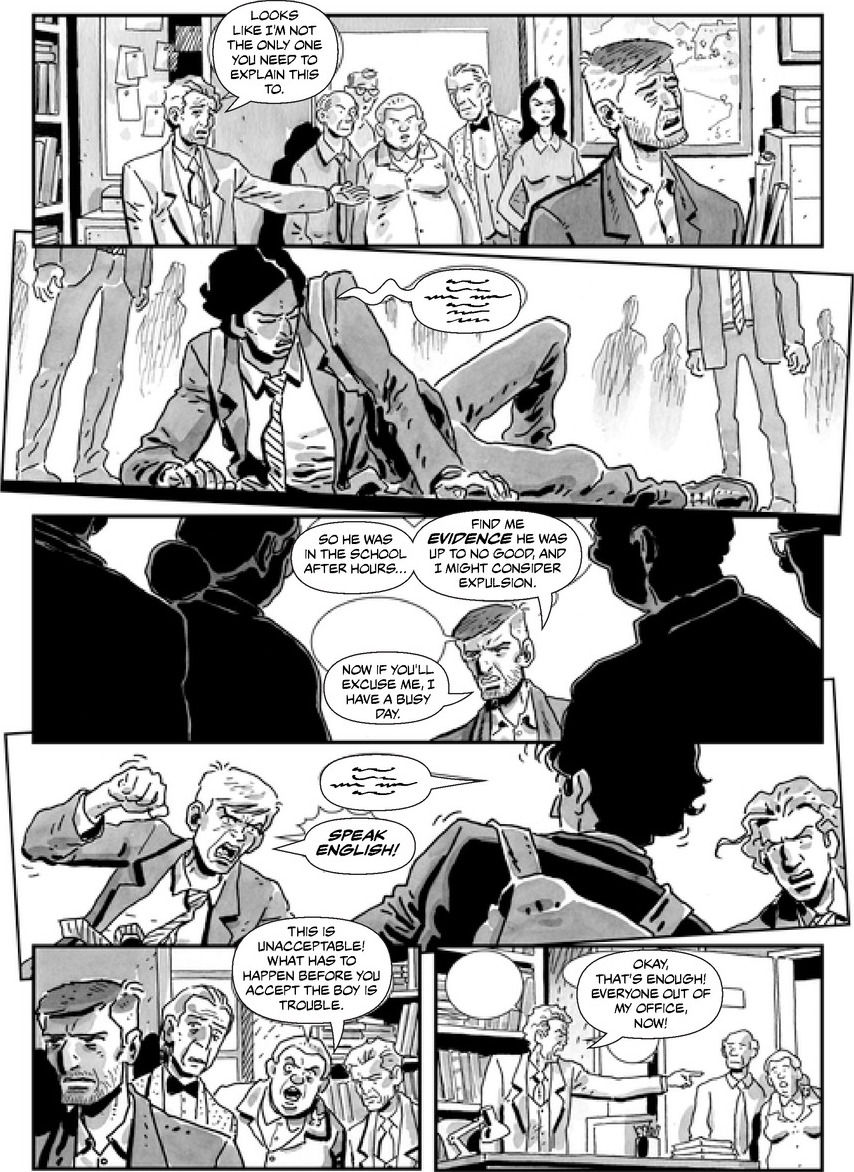 LOOKS
LIKE I'M NOT
THE ONLY ONE
YOU NEED TO
EXPLAIN THIS
TO.
SO HE WAS
IN THE SCHOOL
AFTER HOURS...
FIND ME
EVIDENCE HE WAS
UP TO NO GOOD, AND
I MIGHT CONSIDER
EXPULSION.
NOW IF YOU'LL
EXCUSE ME, I
HAVE A BUSY
DAY.
SPEAK
ENGLISH!
THIS IS
UNACCEPTABLE!
WHAT HAS TO
HAPPEN BEFORE YOU
ACCEPT THE BOY IS
TROUBLE.
OKAY,
THAT'S ENOUGH!
EVERYONE OUT OF
MY OFFICE,
NOW!